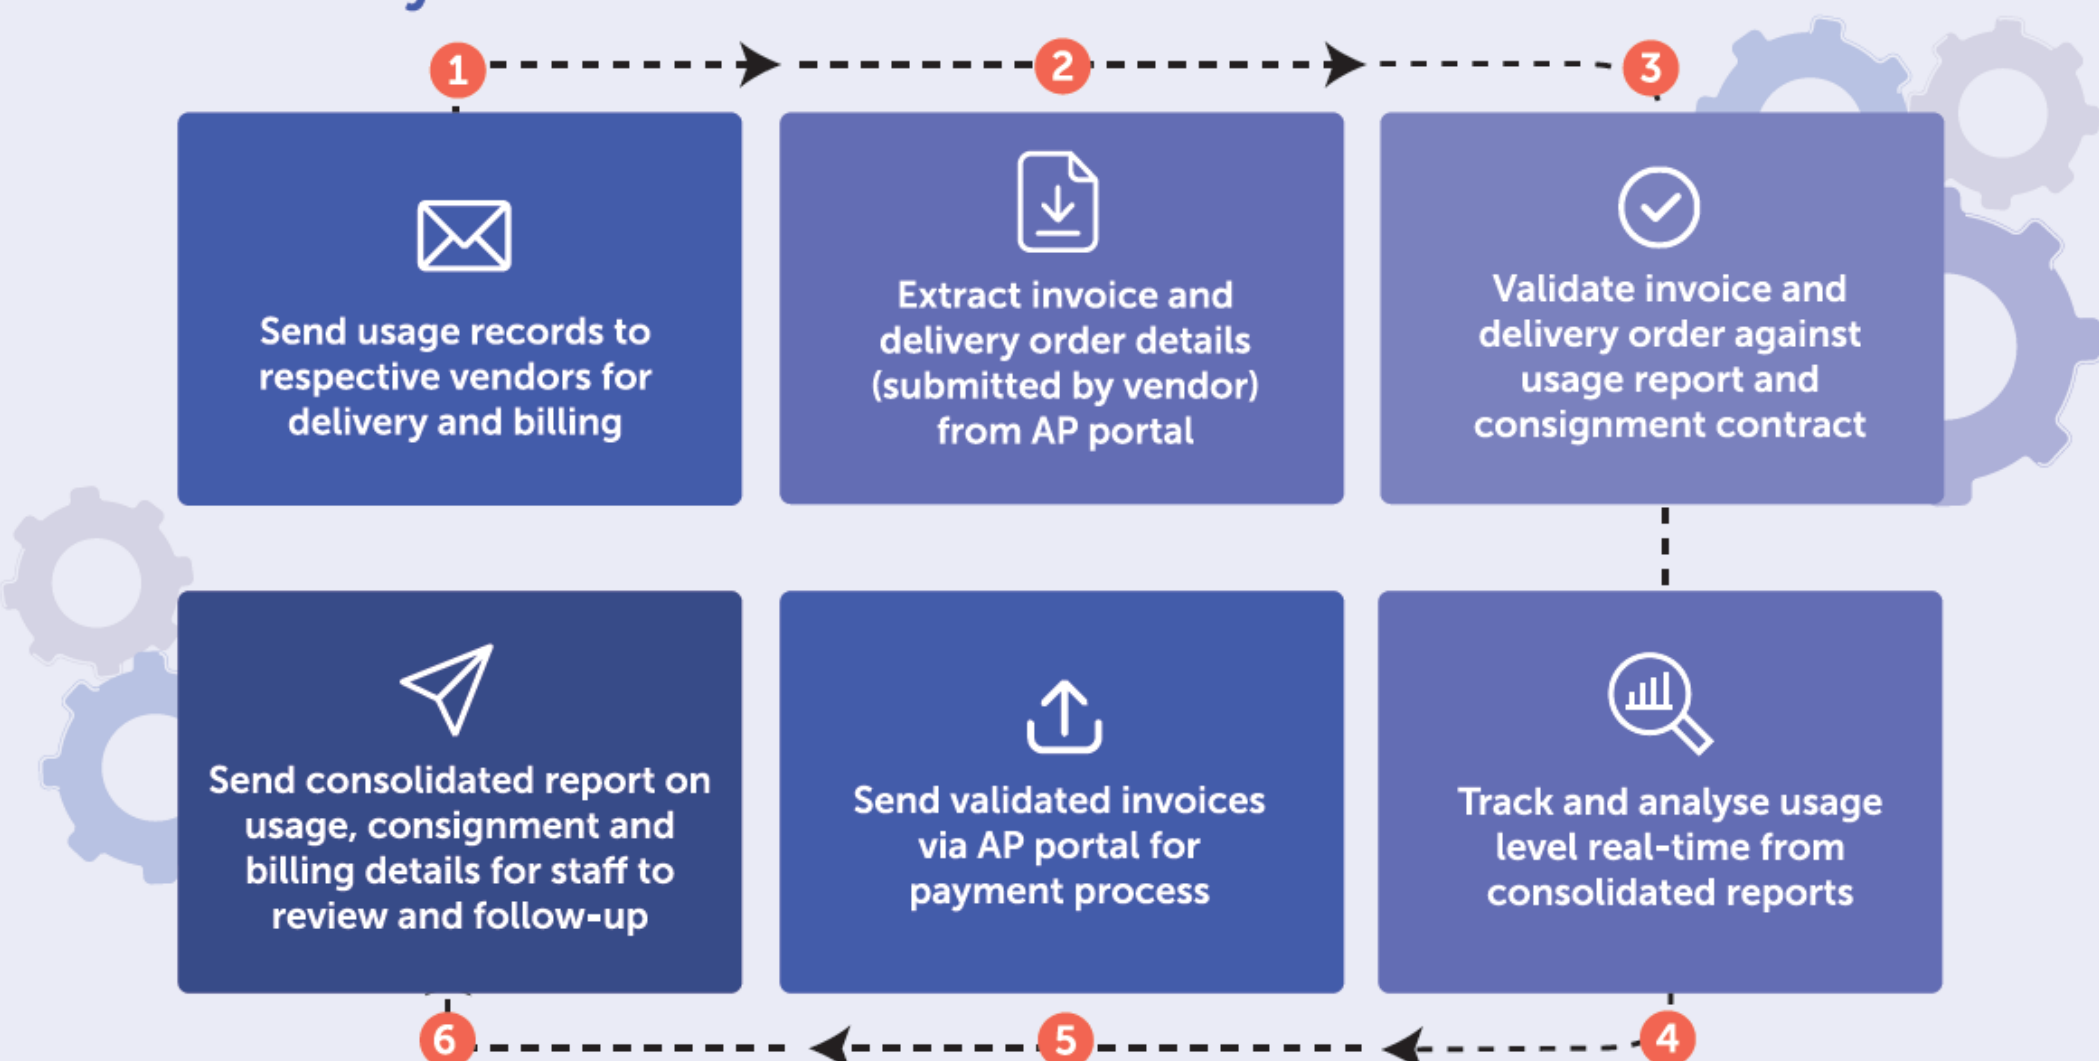 1
2
3
Send usage records to
respective vendors for
delivery and billing
Extract invoice and
delivery order details
(submitted by vendor)
from AP portal
Validate invoice and
delivery order against
usage report and
consignment contract
Send consolidated report on
usage, consignment and
billing details for staff to
review and follow-up
Send validated invoices
via AP portal for
payment process
Track and analyse usage
level real-time from
consolidated reports
6
5
4